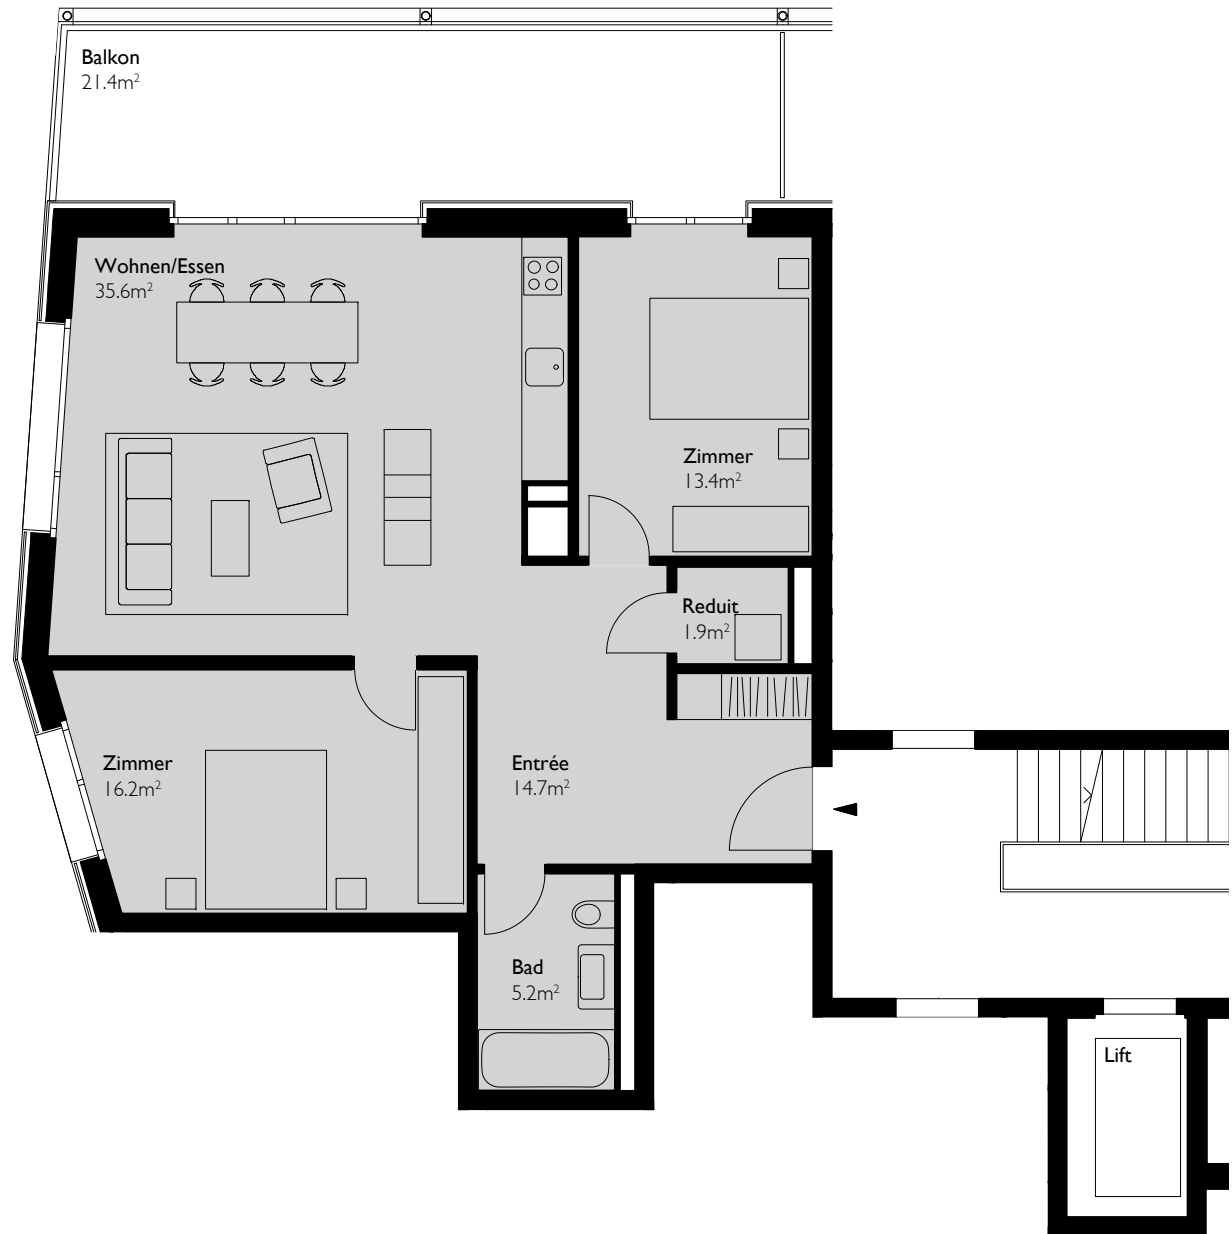 Balkon
21.4m²
Wohnen/Essen
35.6m²
Zimmer
13.4m²
Reduit
1.9m²
Zimmer
16.2m²
Entrée
14.7m²
Bad
5.2m²
Lift